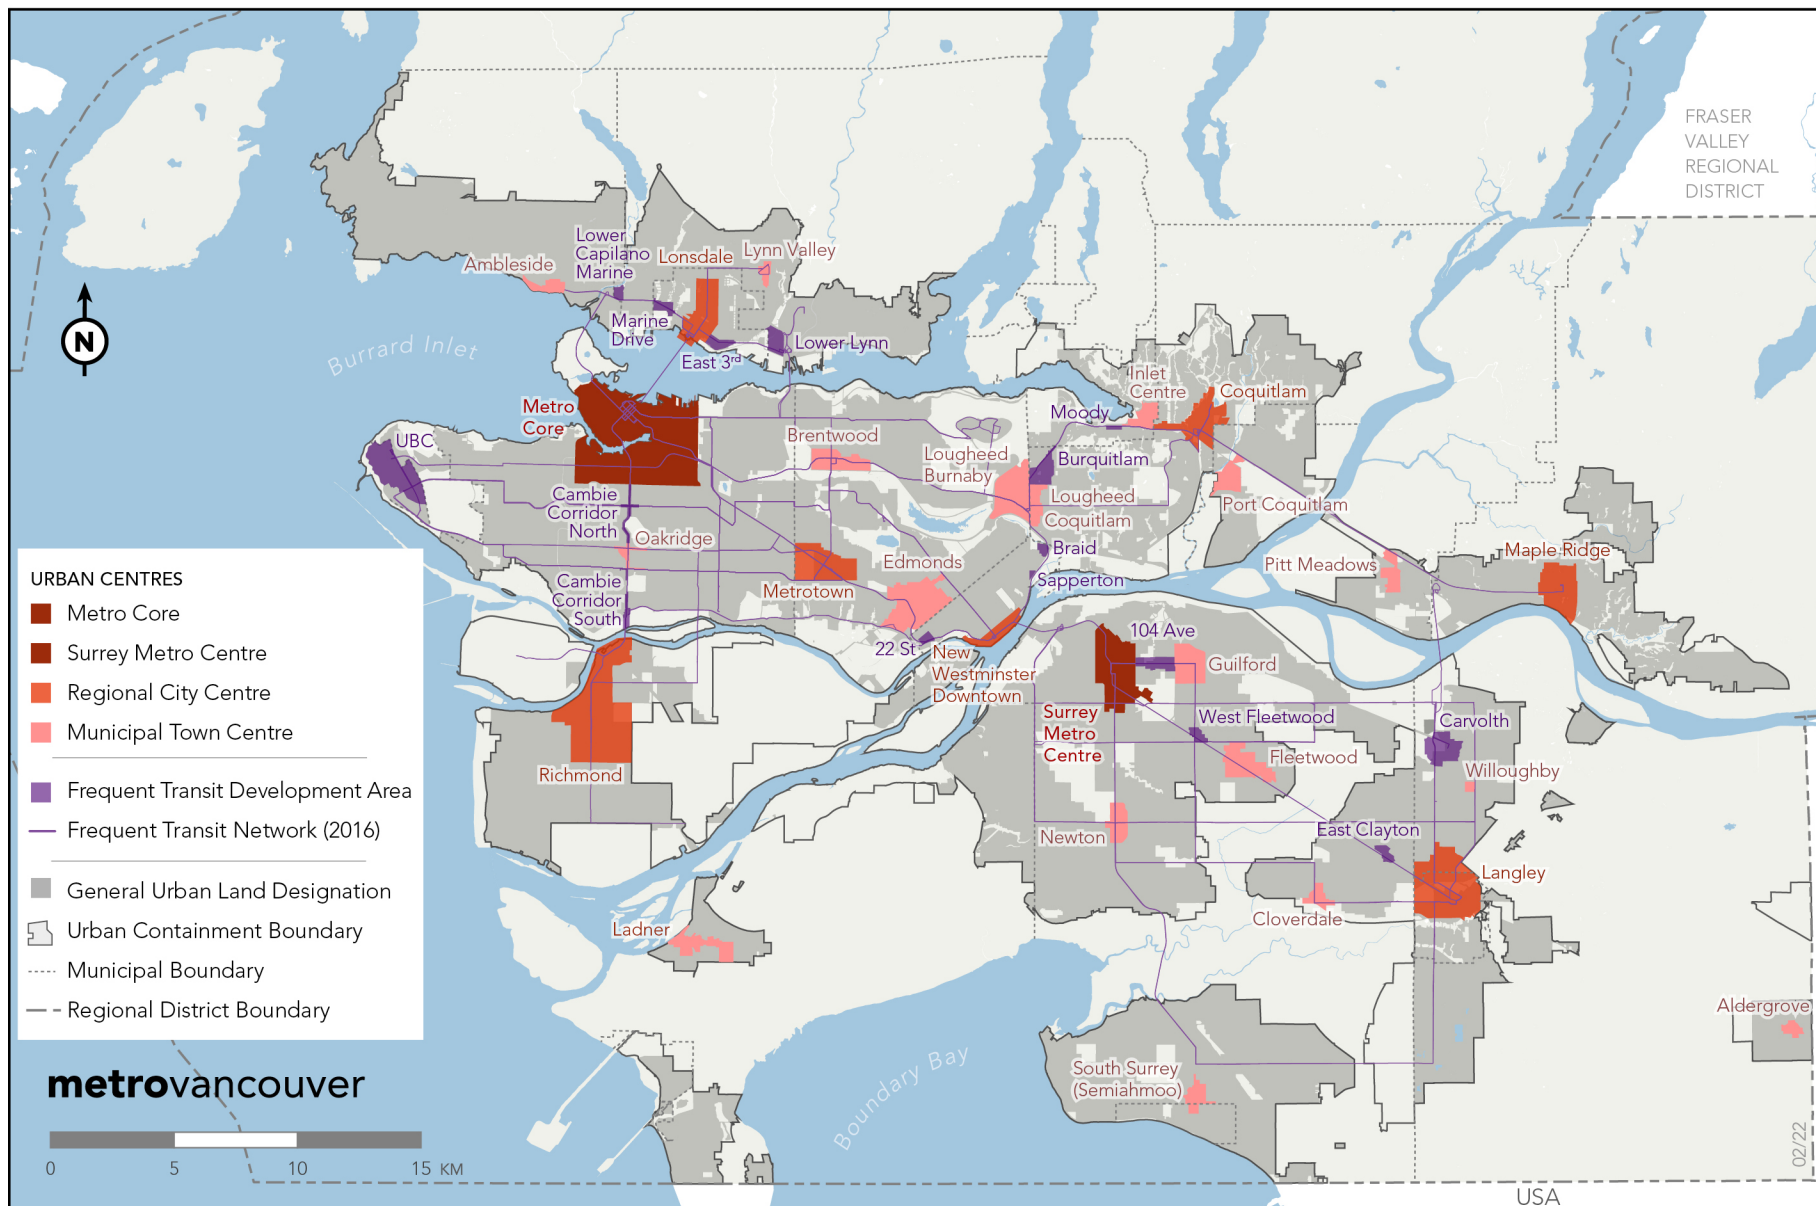 FRASER
VALLEY
REGIONAL
DISTRICT
Lower
Capilano
Marine
Ambleside
Lonsdale
Lynn Valley
Marine
Drive
East 3rd
Lower Lynn
Burrard Inlet
N
Metro
Core
UBC
Brentwood
Lougheed
Burnaby
Moody
Inlet
Centre
Coquitlam
Burquitlam
Lougheed
Coquitlam
Port Coquitlam
Cambie
Corridor
North
Oakridge
Edmonds
Braid
Sapperton
Metrotown
Cambie
Corridor
South
Pitt Meadows
Maple Ridge
22 St
New
Westminster
Downtown
104 Ave
Guilford
Surrey
Metro
Centre
West Fleetwood
Fleetwood
Carvolth
Willoughby
Richmond
Newton
East Clayton
Langley
Cloverdale
Ladner
Aldergrove
South Surrey
(Semiahmoo)
Boundary Bay
URBAN CENTRES
Metro Core
Surrey Metro Centre
Regional City Centre
Municipal Town Centre
Frequent Transit Development Area
Frequent Transit Network (2016)
General Urban Land Designation
Urban Containment Boundary
Municipal Boundary
Regional District Boundary
metrovancouver
0 5 10 15 KM
02/22
USA